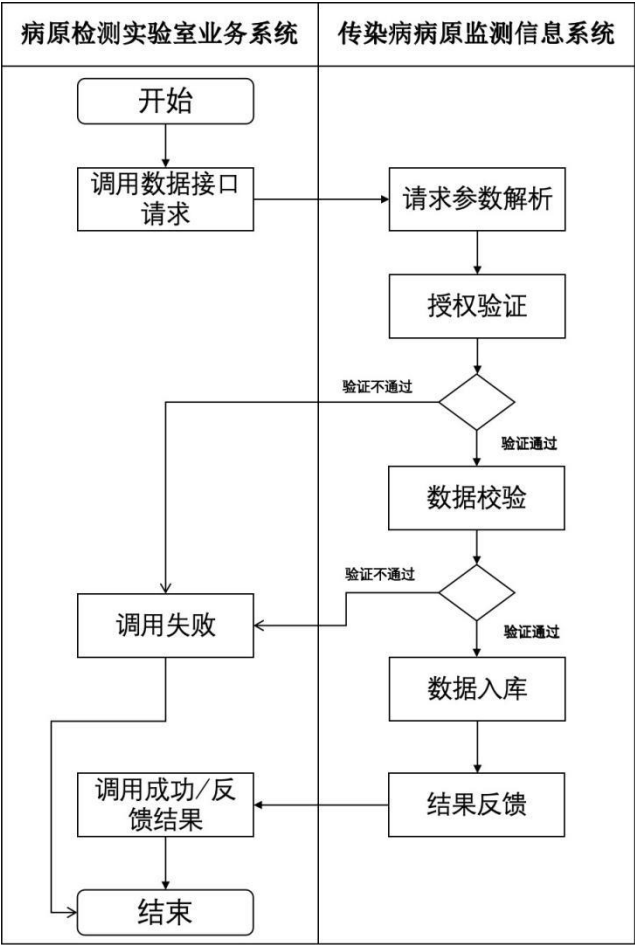 病原检测实验室业务系统
传染病病原监测信息系统
开始
调用数据接口
请求
请求参数解析
授权验证
验证不通过
验证通过
数据校验
验证不通过
验证通过
调用失败
数据入库
调用成功/反
馈结果
结果反馈
结束